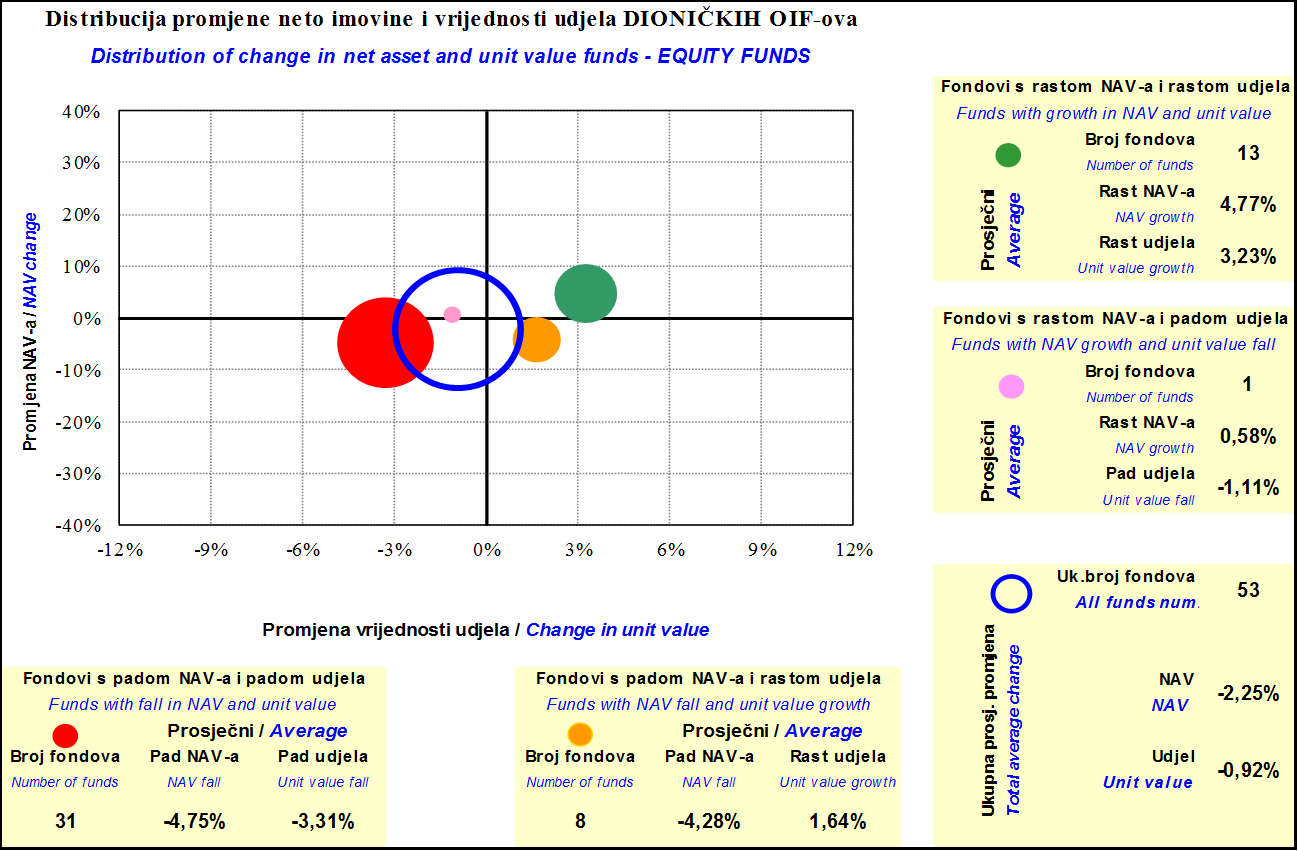 Distribucija promjene neto imovine i vrijednosti udjela DIONIČKIH OIF-ova
Distribution of change in net asset and unit value funds - EQUITY FUNDS
Promjena NAV-a / NAV change
40%
30%
20%
10%
0%
-10%
-20%
-30%
-40%
-12% -9% -6% -3% 0% 3% 6% 9% 12%
Promjena vrijednosti udjela / Change in unit value
Fondovi s rastom NAV-a i rastom udjela
Funds with growth in NAV and unit value
Broj fondova
Number of funds
13
Prosječni
Average
Rast NAV-a
NAV growth
4,77%
Rast udjela
Unit value growth
3,23%
Fondovi s rastom NAV-a i padom udjela
Funds with NAV growth and unit value fall
Broj fondova
Number of funds
1
Prosječni
Average
Rast NAV-a
NAV growth
0,58%
Pad udjela
Unit value fall
-1,11%
Uk.broj fondova
All funds num.
53
Ukupna prosj. promjena
Total average change
NAV
NAV
-2,25%
Udjel
Unit value
-0,92%
Fondovi s padom NAV-a i padom udjela
Funds with fall in NAV and unit value
Prosječni / Average
Broj fondova Pad NAV-a Pad udjela
Number of funds NAV fall Unit value fall
31 -4,75% -3,31%
Fondovi s padom NAV-a i rastom udjela
Funds with NAV fall and unit value growth
Prosječni / Average
Broj fondova Pad NAV-a Rast udjela
Number of funds NAV fall Unit value growth
8 -4,28% 1,64%